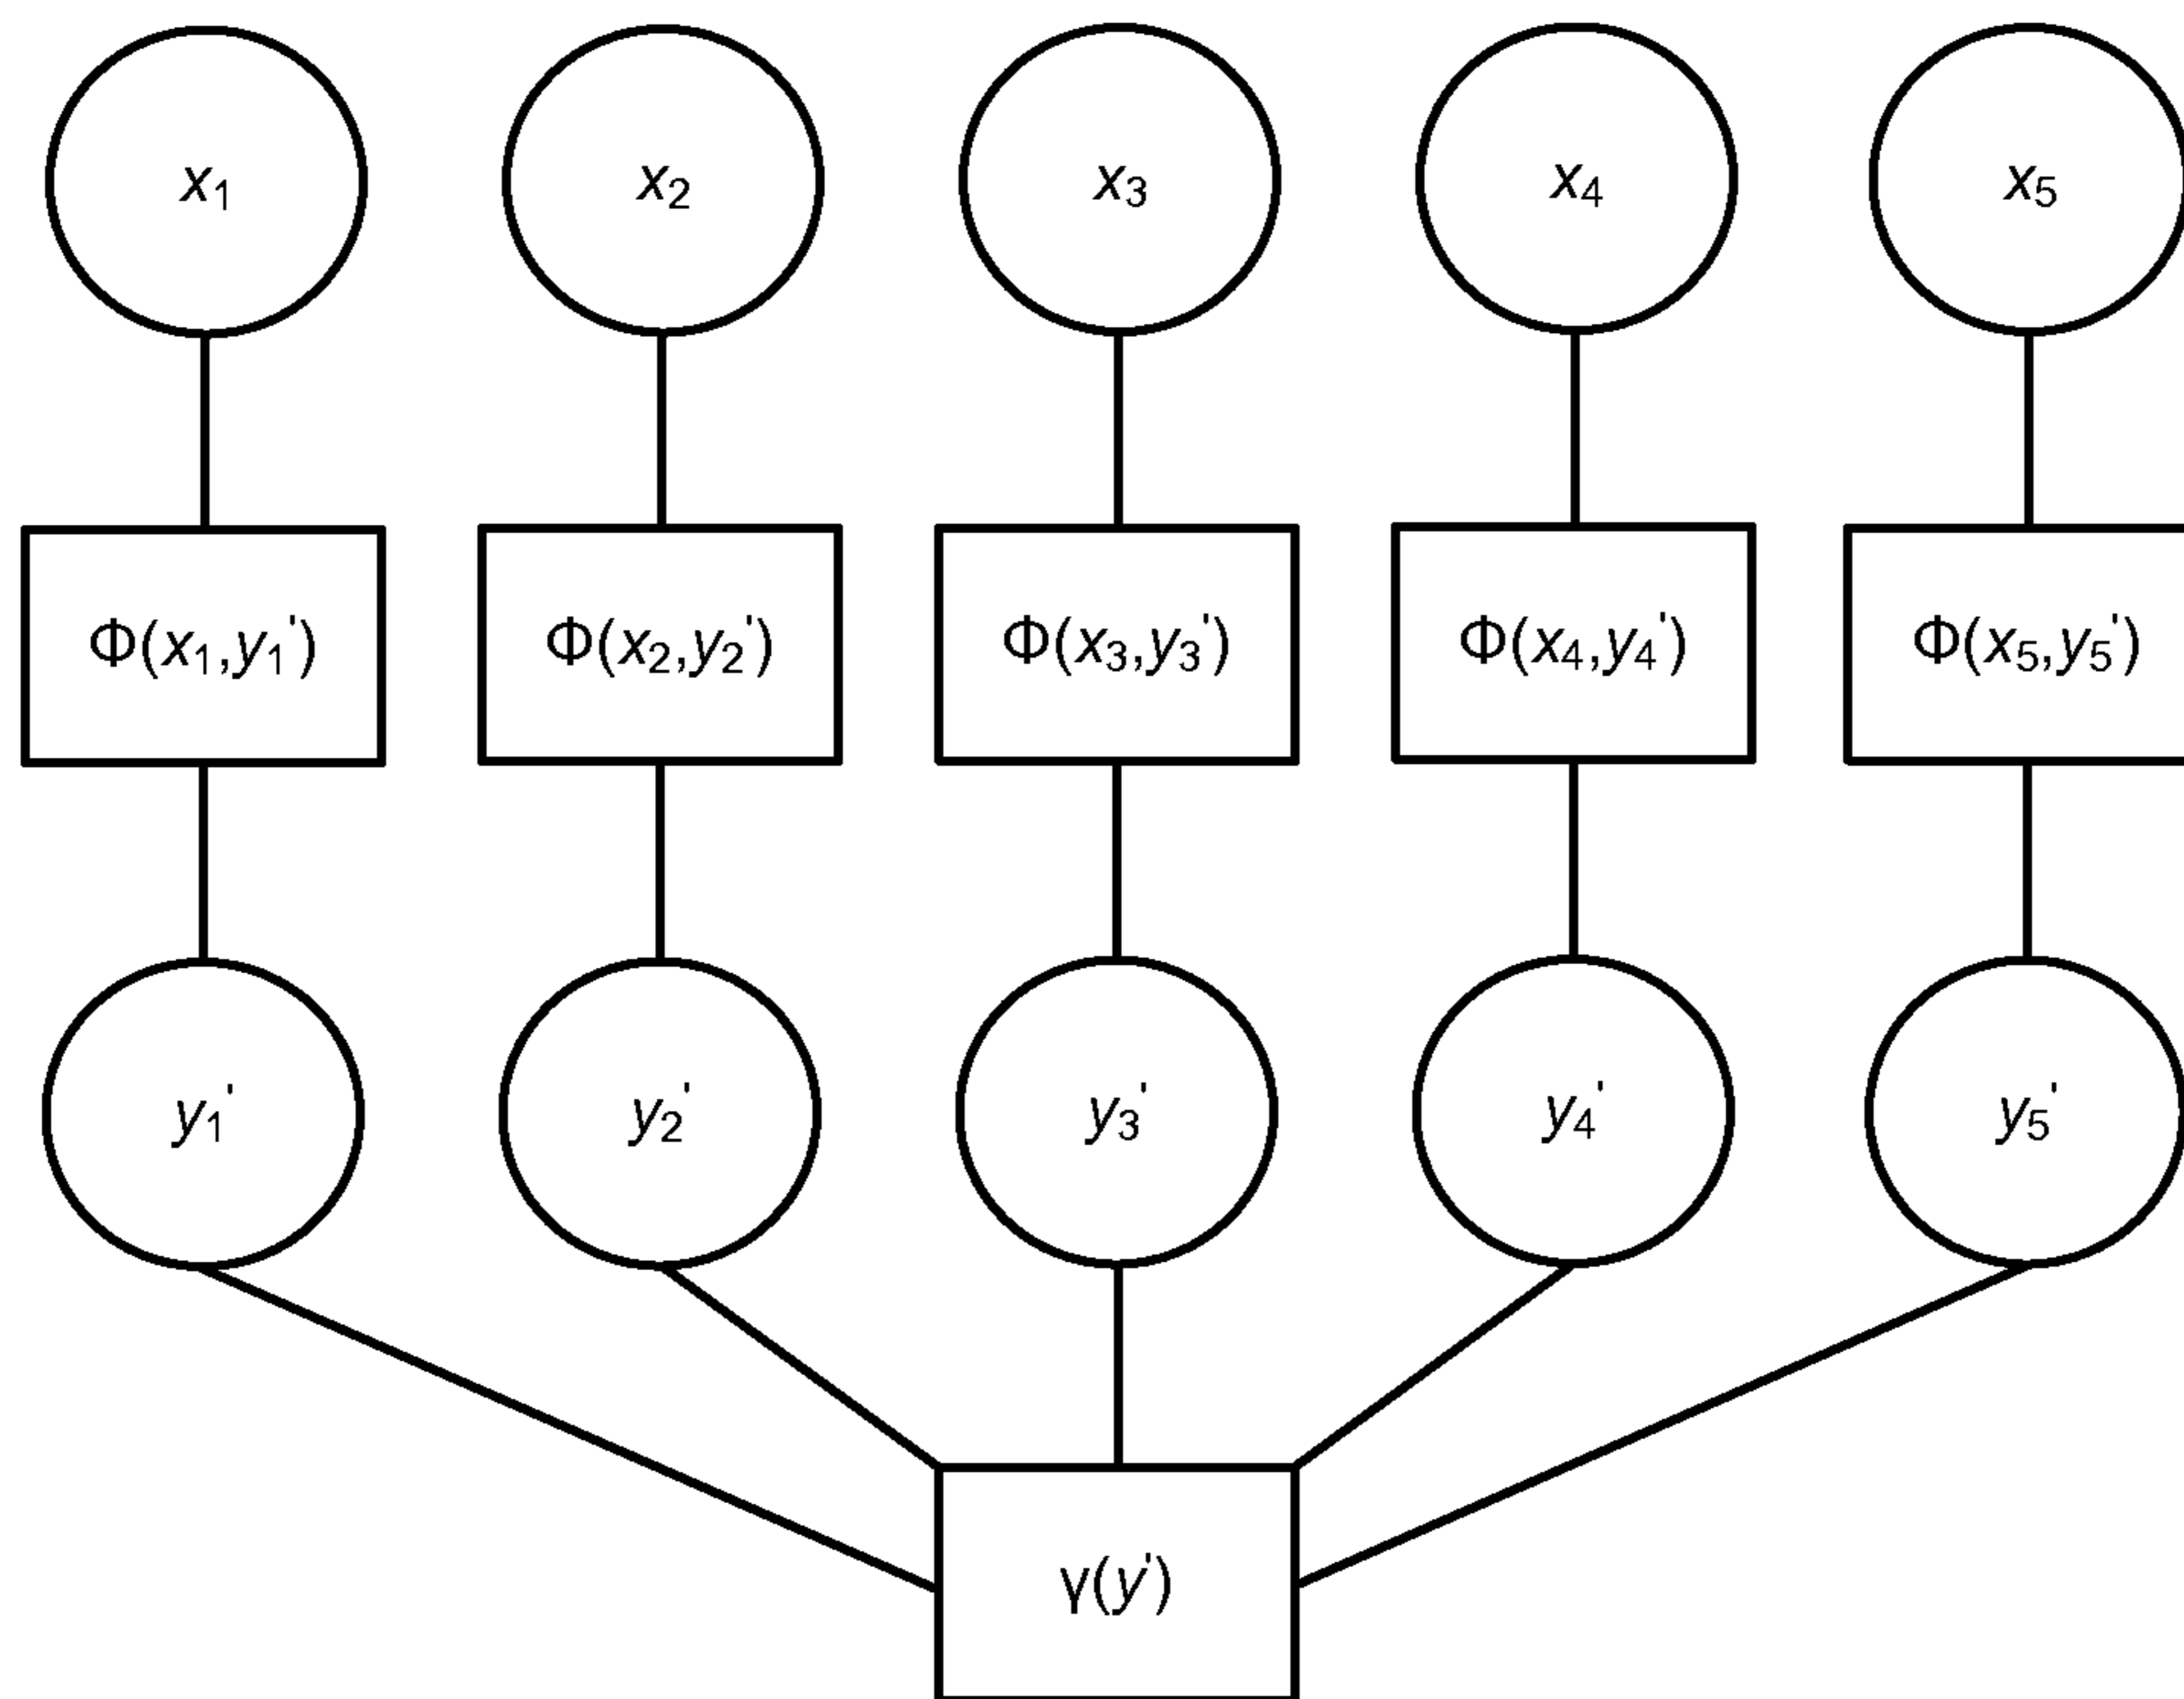 x1 x2 x3 x4 x5
Φ(x1,y1') Φ(x2,y2') Φ(x3,y3') Φ(x4,y4') Φ(x5,y5')
y1' y2' y3' y4' y5'
γ(y')